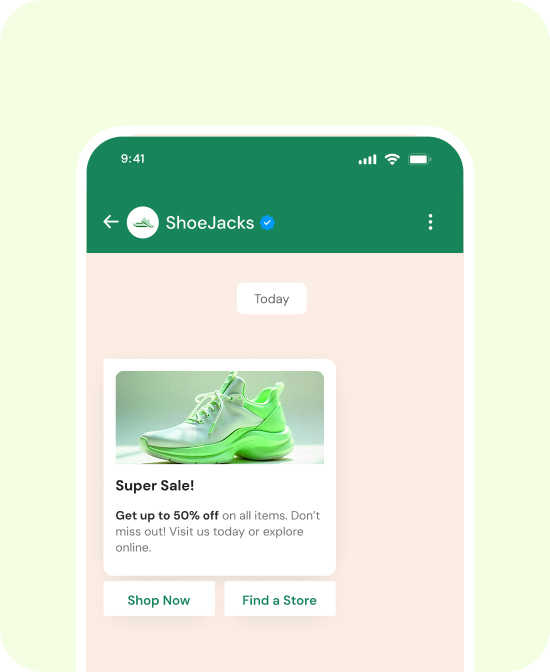 9:41
ShoeJacks
Today
Super Sale!
Get up to 50% off on all items. Don’t
miss out! Visit us today or explore
online.
Shop Now
Find a Store